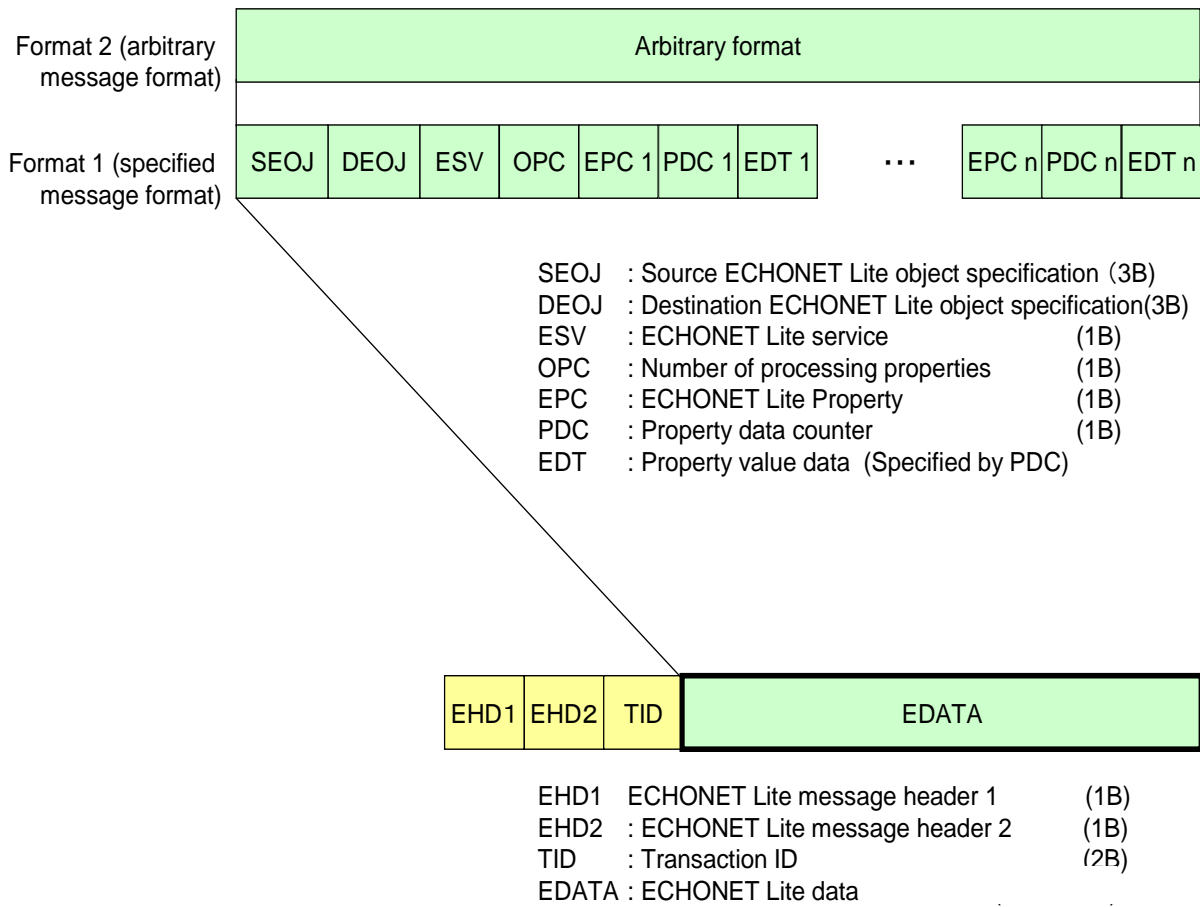 Format 2 (arbitrary
message format)
Arbitrary format
Format 1 (specified
message format)
SEOJ DEOJ ESV OPC EPC 1 PDC 1 EDT 1 ··· EPC n PDC n EDT n
SEOJ : Source ECHONET Lite object specification (3B)
DEOJ : Destination ECHONET Lite object specification(3B)
ESV : ECHONET Lite service (1B)
OPC : Number of processing properties (1B)
EPC : ECHONET Lite Property (1B)
PDC : Property data counter (1B)
EDT : Property value data (Specified by PDC)
EHD1 EHD2 TID EDATA
EHD1 ECHONET Lite message header 1 (1B)
EHD2 : ECHONET Lite message header 2 (1B)
TID : Transaction ID (2B)
EDATA : ECHONET Lite data